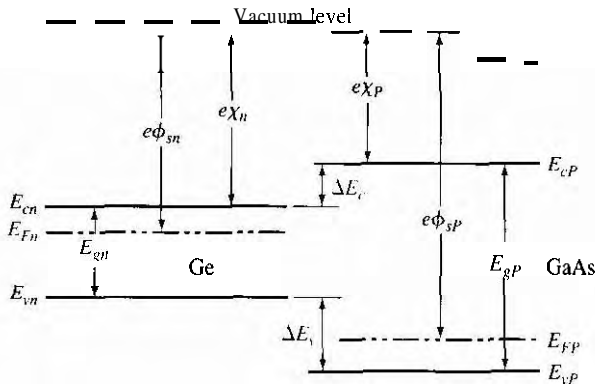 Vacuum level
eχn
eχP
eϕsn
EcP
ΔEc
Ecn
eϕsP
EFn
Egn
Ge
EgP
GaAs
Evn
ΔEv
EFP
EvP